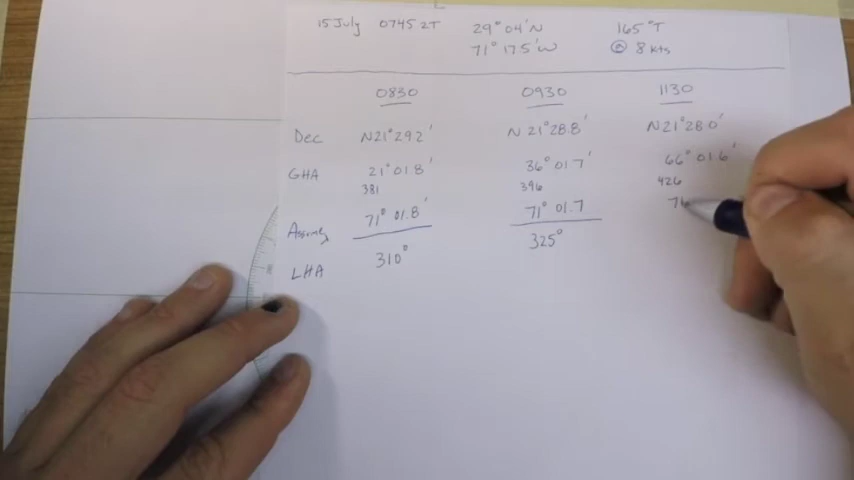 15 July 0745 ZT 29° 04' N 165° T
71° 17.5' W @ 8 kts
0830 0930 1130
Dec N21° 29.2' N 21° 28.8' N21° 28.0'
GHA 21° 01.8' 36° 01.7' 66° 01.6'
381 396 426
Assumλ 71° 01.8' 71° 01.7 71
LHA 310° 325°